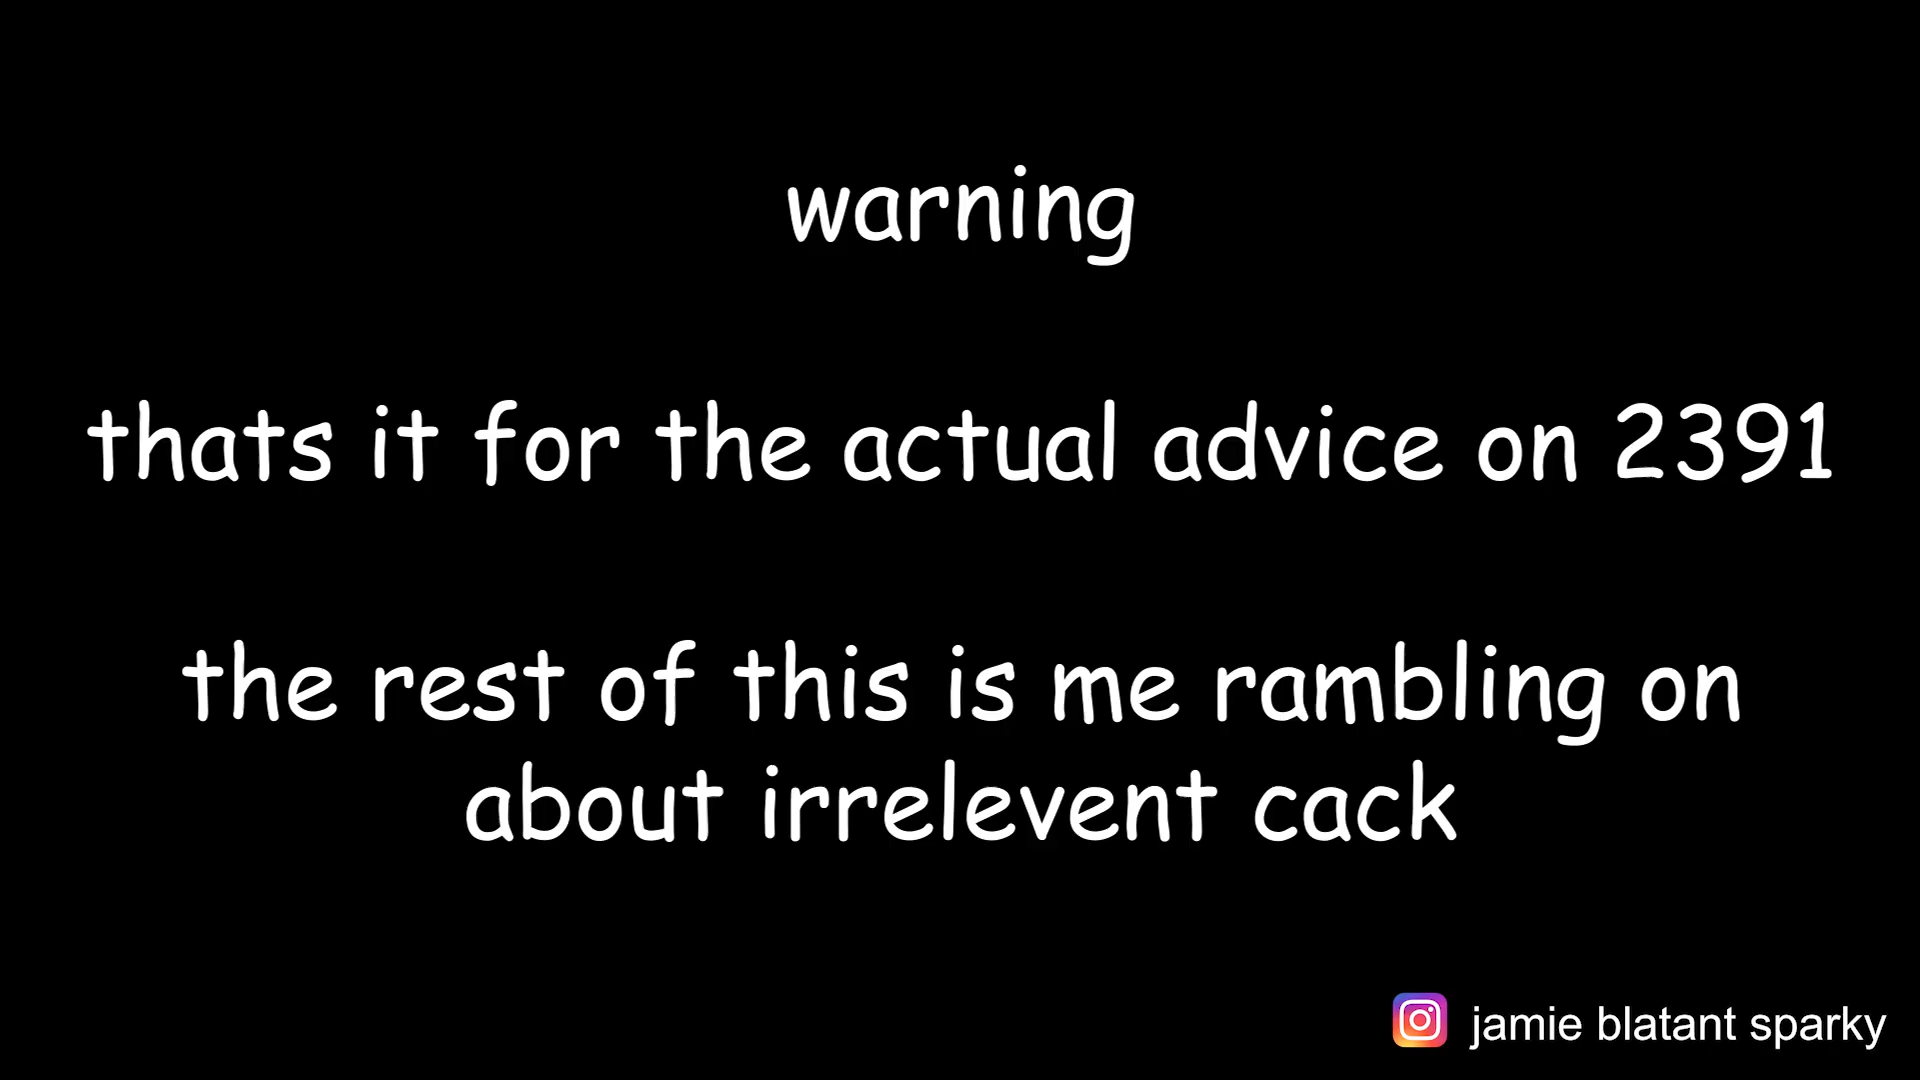 warning
thats it for the actual advice on 2391
the rest of this is me rambling on
about irrelevent cack
jamie blatant sparky